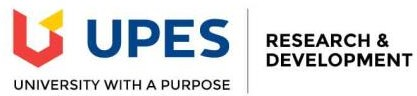 UPES
UNIVERSITY WITH A PURPOSE
RESEARCH &
DEVELOPMENT